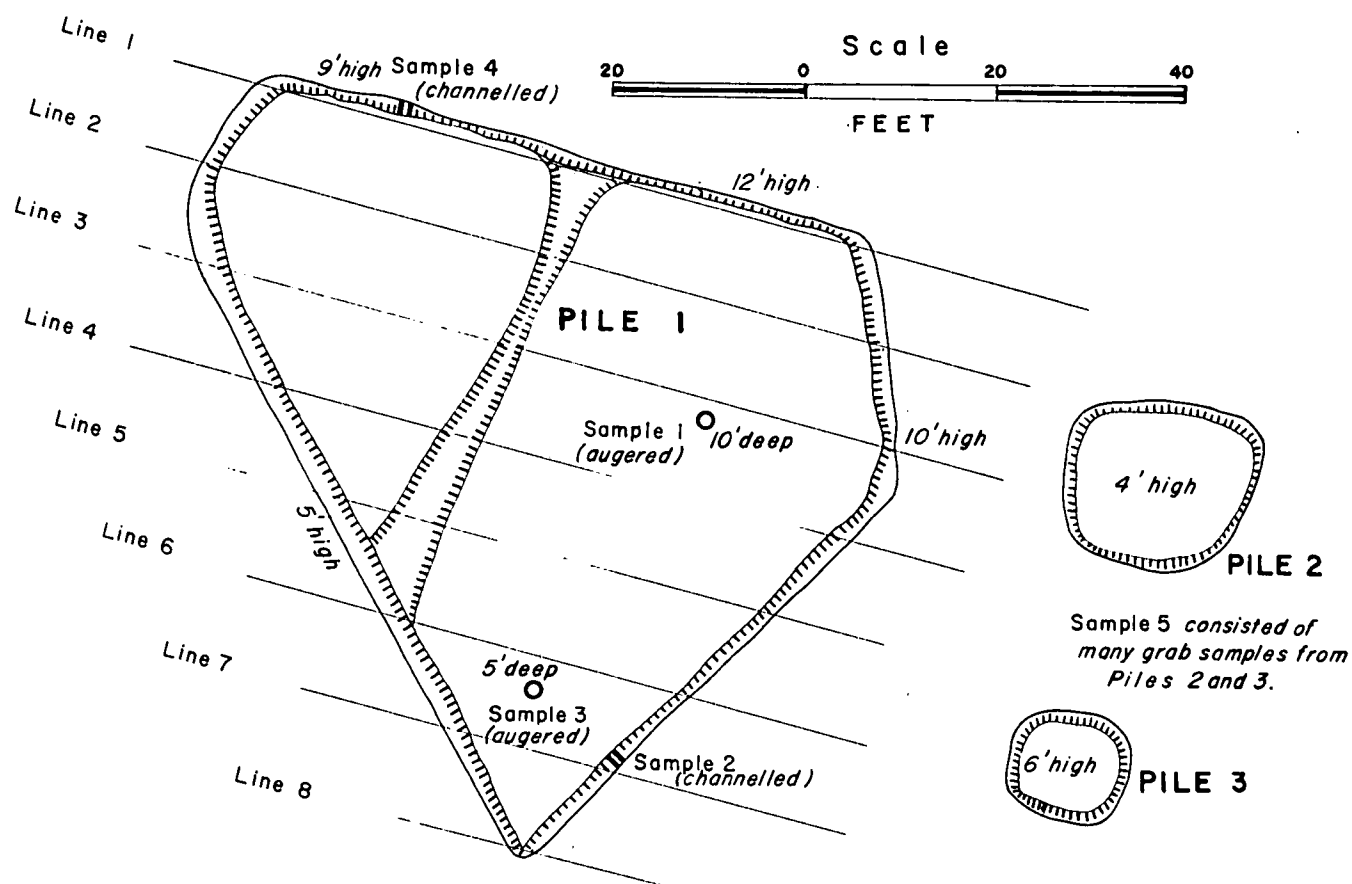 Line 1
9'high Sample 4
(channelled)
Scale
20 0 20 40
FEET
Line 2
12'high
Line 3
PILE 1
Line 4
Sample 1
(augered)
10'deep
10'high
Line 5
4'high
PILE 2
5'high
Line 6
Sample 5 consisted of
many grab samples from
Piles 2 and 3.
Line 7
5'deep
Sample 3
(augered)
Sample 2
(channelled)
6'high
PILE 3
Line 8